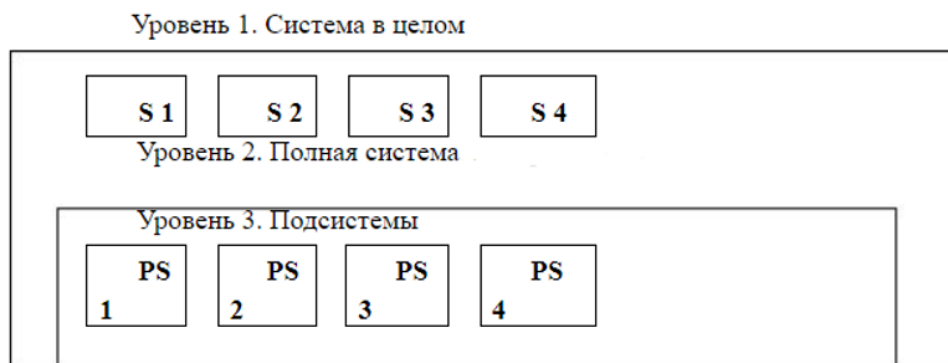 Уровень 1. Система в целом
S 1 S 2 S 3 S 4
Уровень 2. Полная система
Уровень 3. Подсистемы
PS PS PS PS
1 2 3 4